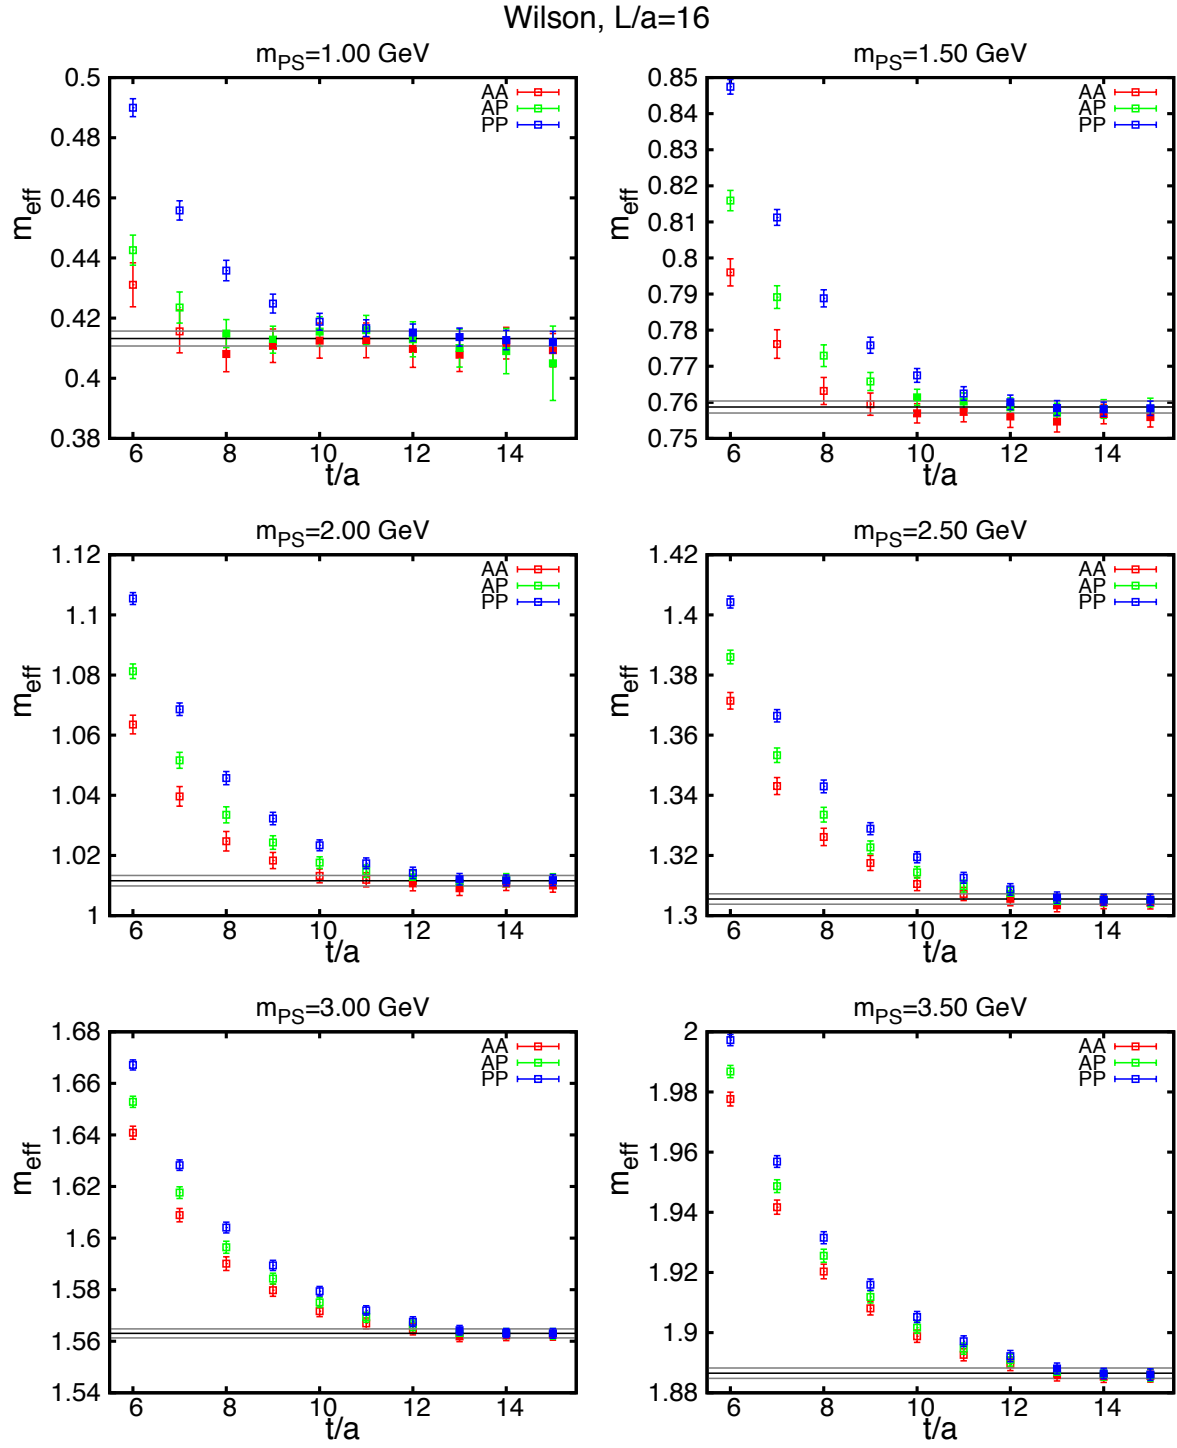 Wilson, L/a=16
m_PS=1.00 GeV
0.5
0.48
0.46
0.44
0.42
0.4
0.38
m_eff
AA
AP
PP
6 8 10 12 14
t/a
m_PS=1.50 GeV
0.85
0.84
0.83
0.82
0.81
0.8
0.79
0.78
0.77
0.76
0.75
m_eff
AA
AP
PP
6 8 10 12 14
t/a
m_PS=2.00 GeV
1.12
1.1
1.08
1.06
1.04
1.02
1
m_eff
AA
AP
PP
6 8 10 12 14
t/a
m_PS=2.50 GeV
1.42
1.4
1.38
1.36
1.34
1.32
1.3
m_eff
AA
AP
PP
6 8 10 12 14
t/a
m_PS=3.00 GeV
1.68
1.66
1.64
1.62
1.6
1.58
1.56
1.54
m_eff
AA
AP
PP
6 8 10 12 14
t/a
m_PS=3.50 GeV
2
1.98
1.96
1.94
1.92
1.9
1.88
m_eff
AA
AP
PP
6 8 10 12 14
t/a